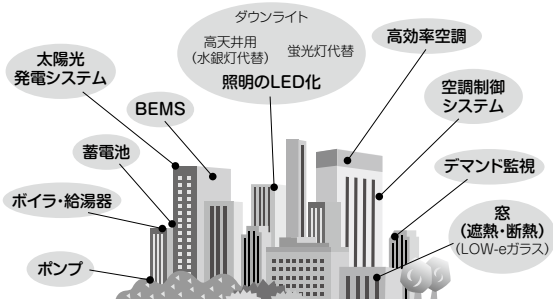 ダウンライト
高天井用
（水銀灯代替）
蛍光灯代替
照明のLED化
高効率空調
太陽光
発電システム
空調制御
システム
BEMS
蓄電池
デマンド監視
ボイラ・給湯器
窓
（遮熱・断熱）
(LOW-eガラス)
ポンプ